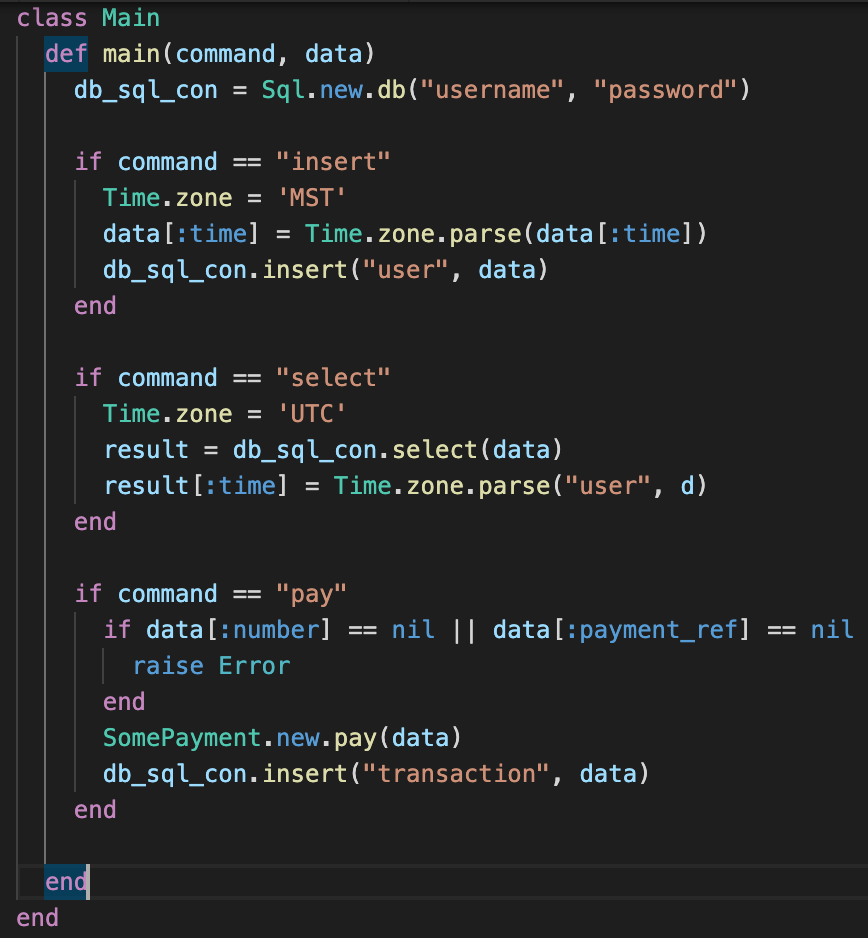 class Main
  def main(command, data)
    db_sql_con = Sql.new.db("username", "password")

    if command == "insert"
      Time.zone = 'MST'
      data[:time] = Time.zone.parse(data[:time])
      db_sql_con.insert("user", data)
    end

    if command == "select"
      Time.zone = 'UTC'
      result = db_sql_con.select(data)
      result[:time] = Time.zone.parse("user", d)
    end

    if command == "pay"
      if data[:number] == nil || data[:payment_ref] == nil
        raise Error
      end
      SomePayment.new.pay(data)
      db_sql_con.insert("transaction", data)
    end

  end
end